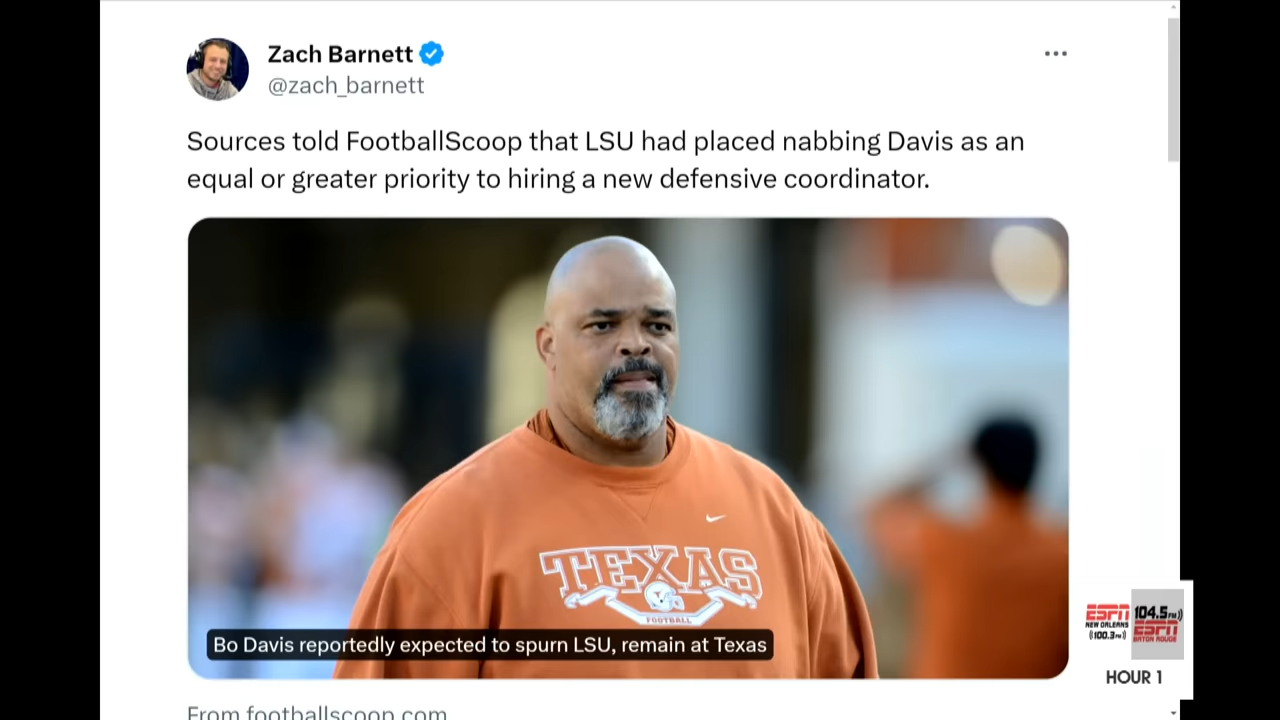 Zach Barnett
@zach_barnett
Sources told FootballScoop that LSU had placed nabbing Davis as an
equal or greater priority to hiring a new defensive coordinator.
TEXAS
FOOTBALL
Bo Davis reportedly expected to spurn LSU, remain at Texas
From footballscoop.com
ESPN
NEW ORLEANS
100.3 FM
104.5 FM
ESPN
BATON ROUGE
HOUR 1